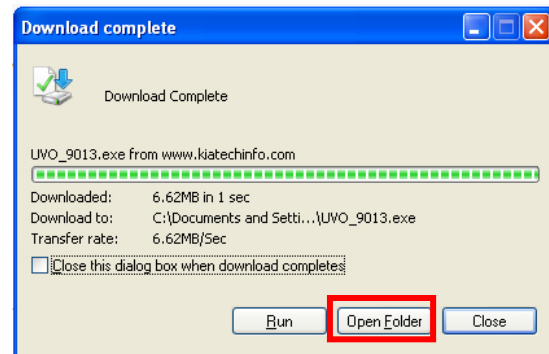 Download complete
Download Complete
UVO_9013.exe from www.kiatechinfo.com
Downloaded: 6.62MB in 1 sec
Download to: C:\Documents and Setti...\UVO_9013.exe
Transfer rate: 6.62MB/Sec
Close this dialog box when download completes
Run Open Folder Close